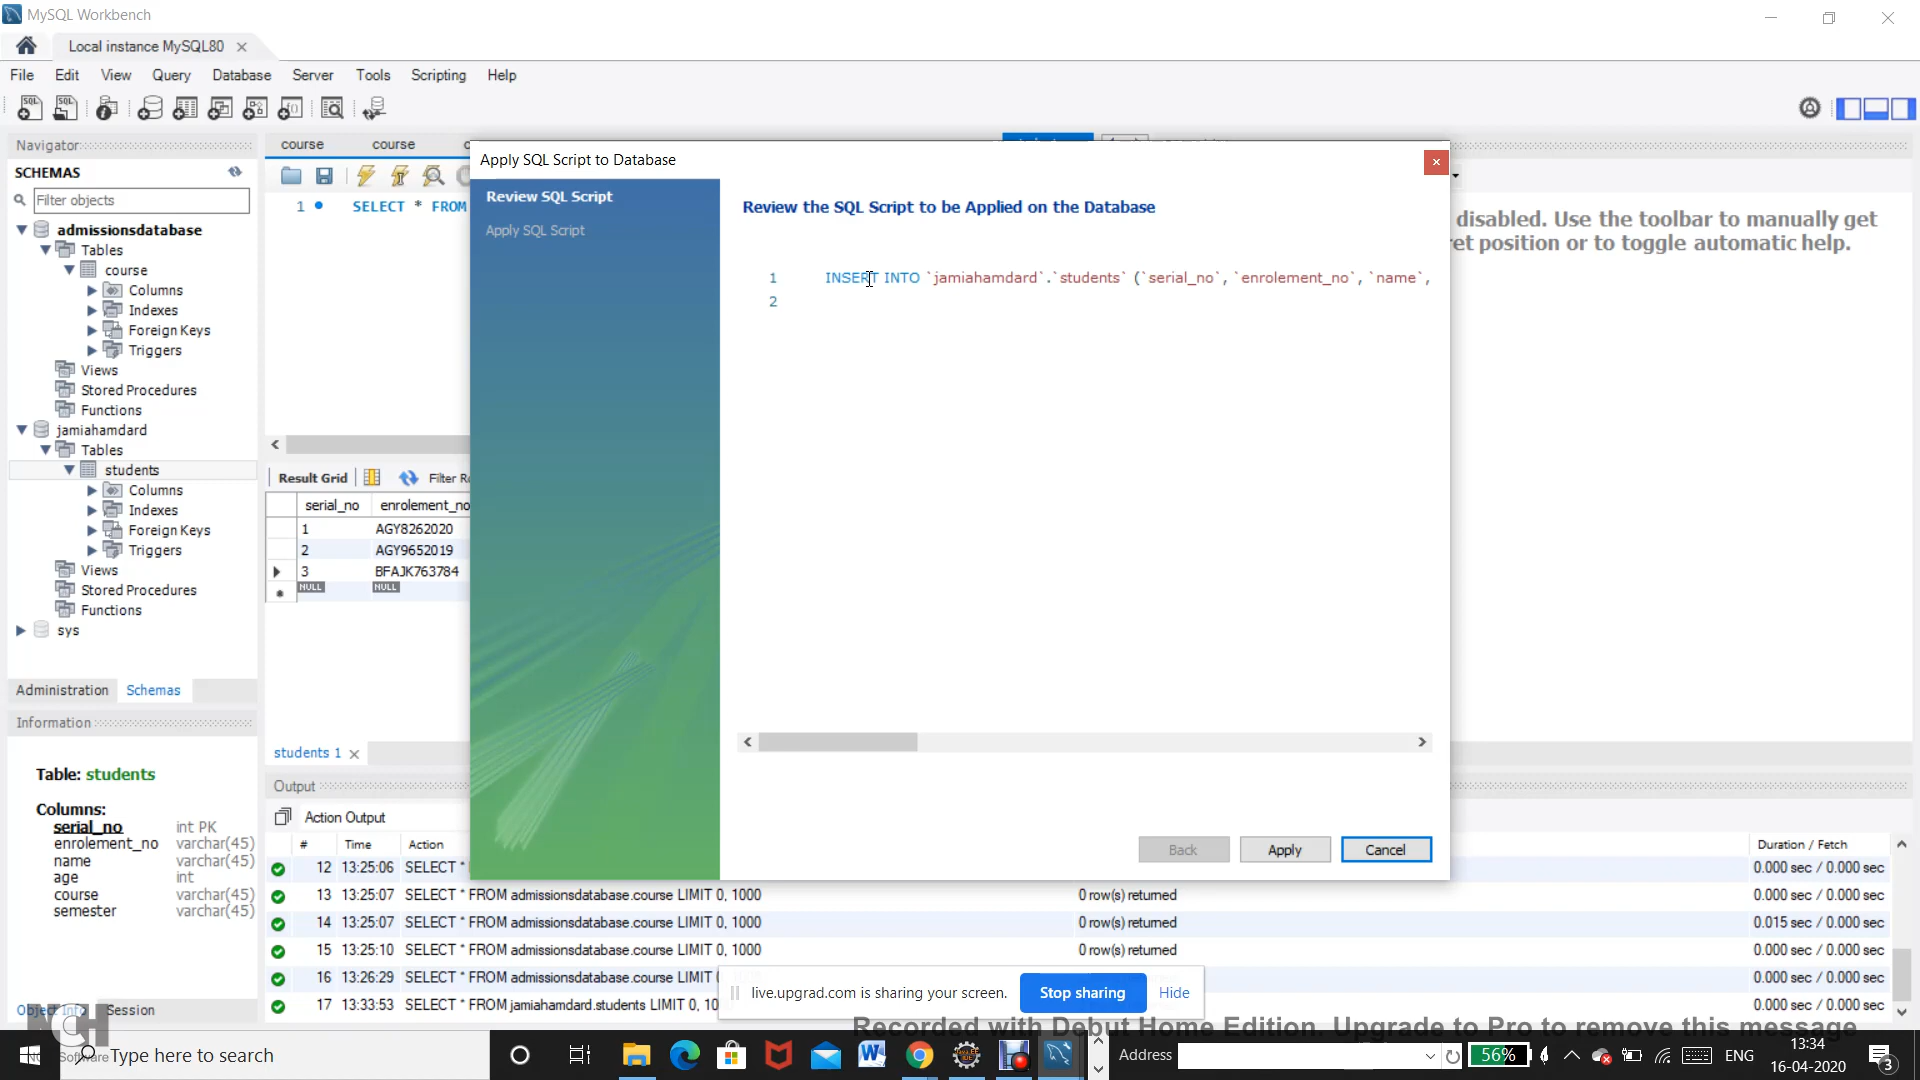 MySQL Workbench
Local instance MySQL80
File Edit View Query Database Server Tools Scripting Help
Navigator
SCHEMAS
Filter objects
admissionsdatabase
Tables
course
Columns
Indexes
Foreign Keys
Triggers
Views
Stored Procedures
Functions
jamiahamdard
Tables
students
Columns
Indexes
Foreign Keys
Triggers
Views
Stored Procedures
Functions
sys
Administration Schemas
Information
Table: students
Columns:
serial_no int PK
enrolement_no varchar(45)
name varchar(45)
age int
course varchar(45)
semester varchar(45)
Object Info Session
course course
1 SELECT * FROM
disabled. Use the toolbar to manually get
position or to toggle automatic help.
Result Grid Filter
serial_no enrolement_no
1 AGY8262020
2 AGY9652019
3 BFAJK763784
NULL NULL
students 1
Apply SQL Script to Database
Review SQL Script
Apply SQL Script
Review the SQL Script to be Applied on the Database
1 INSERT INTO `jamiahamdard`.`students` (`serial_no`, `enrolement_no`, `name`,
2
Back Apply Cancel
Output
Action Output
# Time Action Duration / Fetch
12 13:25:06 SELECT * 0.000 sec / 0.000 sec
13 13:25:07 SELECT * FROM admissionsdatabase.course LIMIT 0, 1000 0 row(s) returned 0.000 sec / 0.000 sec
14 13:25:07 SELECT * FROM admissionsdatabase.course LIMIT 0, 1000 0 row(s) returned 0.015 sec / 0.000 sec
15 13:25:10 SELECT * FROM admissionsdatabase.course LIMIT 0, 1000 0 row(s) returned 0.000 sec / 0.000 sec
16 13:26:29 SELECT * FROM admissionsdatabase.course LIMIT 0.000 sec / 0.000 sec
17 13:33:53 SELECT * FROM jamiahamdard.students LIMIT 0, 10 0.000 sec / 0.000 sec
live.upgrad.com is sharing your screen. Stop sharing Hide
Recorded with Debut Home Edition. Upgrade to Pro to remove this message
NCH
Software
Type here to search
Address
56%
ENG
13:34
16-04-2020
3